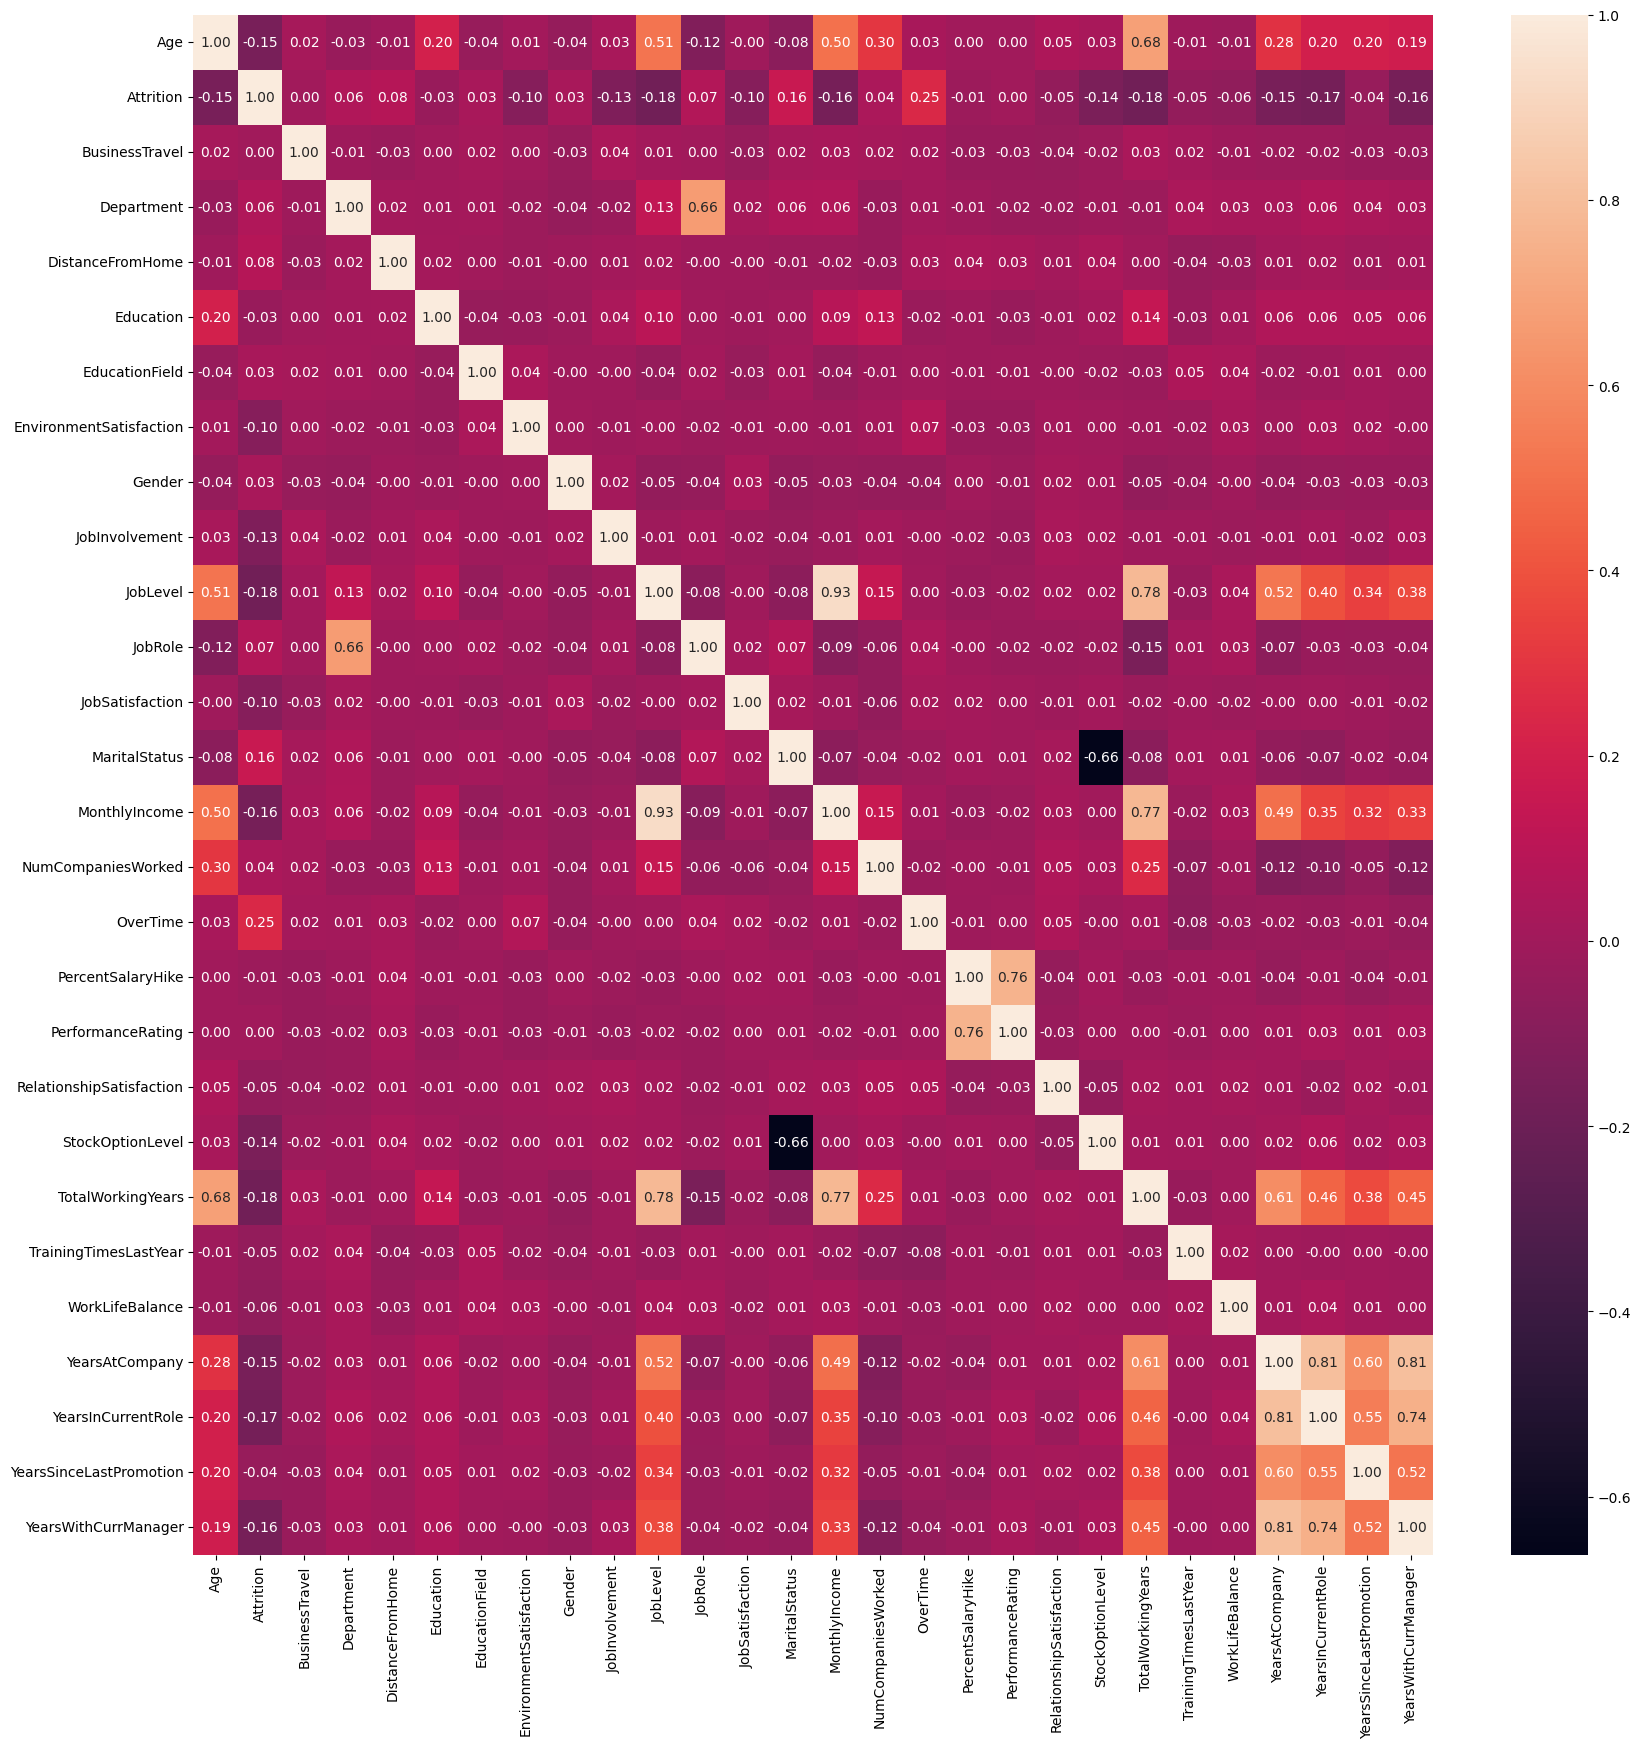 Age 1.00 -0.15 0.02 -0.03 -0.01 0.20 -0.04 0.01 -0.04 0.03 0.51 -0.12 -0.00 -0.08 0.50 0.30 0.03 0.00 0.00 0.05 0.03 0.68 -0.01 -0.01 0.28 0.20 0.20 0.19
Attrition -0.15 1.00 0.00 0.06 0.08 -0.03 0.03 -0.10 0.03 -0.13 -0.18 0.07 -0.10 0.16 -0.16 0.04 0.25 -0.01 0.00 -0.05 -0.14 -0.18 -0.05 -0.06 -0.15 -0.17 -0.04 -0.16
BusinessTravel 0.02 0.00 1.00 -0.01 -0.03 0.00 0.02 0.00 -0.03 0.04 0.01 0.00 -0.03 0.02 0.03 0.02 0.02 -0.03 -0.03 -0.04 -0.02 0.03 0.02 -0.01 -0.02 -0.02 -0.03 -0.03
Department -0.03 0.06 -0.01 1.00 0.02 0.01 0.01 -0.02 -0.04 -0.02 0.13 0.66 0.02 0.06 0.06 -0.03 0.01 -0.01 -0.02 -0.02 -0.01 -0.01 0.04 0.03 0.03 0.06 0.04 0.03
DistanceFromHome -0.01 0.08 -0.03 0.02 1.00 0.02 0.00 -0.01 -0.00 0.01 0.02 -0.00 -0.00 -0.01 -0.02 -0.03 0.03 0.04 0.03 0.01 0.04 0.00 -0.04 -0.03 0.01 0.02 0.01 0.01
Education 0.20 -0.03 0.00 0.01 0.02 1.00 -0.04 -0.03 -0.01 0.04 0.10 0.00 -0.01 0.00 0.09 0.13 -0.02 -0.01 -0.03 -0.01 0.02 0.14 -0.03 0.01 0.06 0.06 0.05 0.06
EducationField -0.04 0.03 0.02 0.01 0.00 -0.04 1.00 0.04 -0.00 -0.00 -0.04 0.02 -0.03 0.01 -0.04 -0.01 0.00 -0.01 -0.01 -0.00 -0.02 -0.03 0.05 0.04 -0.02 -0.01 0.01 0.00
EnvironmentSatisfaction 0.01 -0.10 0.00 -0.02 -0.01 -0.03 0.04 1.00 0.00 -0.01 -0.00 -0.02 -0.01 -0.00 -0.01 0.01 0.07 -0.03 -0.03 0.01 0.00 -0.01 -0.02 0.03 0.00 0.03 0.02 -0.00
Gender -0.04 0.03 -0.03 -0.04 -0.00 -0.01 -0.00 0.00 1.00 0.02 -0.05 -0.04 0.03 -0.05 -0.03 -0.04 -0.04 0.00 -0.01 0.02 0.01 -0.05 -0.04 -0.00 -0.04 -0.03 -0.03 -0.03
JobInvolvement 0.03 -0.13 0.04 -0.02 0.01 0.04 -0.00 -0.01 0.02 1.00 -0.01 0.01 -0.02 -0.04 -0.01 0.01 -0.00 -0.02 -0.03 0.03 0.02 -0.01 -0.01 -0.01 -0.01 0.01 -0.02 0.03
JobLevel 0.51 -0.18 0.01 0.13 0.02 0.10 -0.04 -0.00 -0.05 -0.01 1.00 -0.08 -0.00 -0.08 0.93 0.15 0.00 -0.03 -0.02 0.02 0.02 0.78 -0.03 0.04 0.52 0.40 0.34 0.38
JobRole -0.12 0.07 0.00 0.66 -0.00 0.00 0.02 -0.02 -0.04 0.01 -0.08 1.00 0.02 0.07 -0.09 -0.06 0.04 -0.00 -0.02 -0.02 -0.02 -0.15 0.01 0.03 -0.07 -0.03 -0.03 -0.04
JobSatisfaction -0.00 -0.10 -0.03 0.02 -0.00 -0.01 -0.03 -0.01 0.03 -0.02 -0.00 0.02 1.00 0.02 -0.01 -0.06 0.02 0.02 0.00 -0.01 0.01 -0.02 -0.00 -0.02 -0.00 -0.00 -0.01 -0.02
MaritalStatus -0.08 0.16 0.02 0.06 -0.01 0.00 0.01 -0.00 -0.05 -0.04 -0.08 0.07 0.02 1.00 -0.07 -0.04 -0.02 0.01 0.01 0.02 -0.66 -0.08 0.01 0.01 -0.06 -0.07 -0.02 -0.04
MonthlyIncome 0.50 -0.16 0.03 0.06 -0.02 0.09 -0.04 -0.01 -0.03 -0.01 0.93 -0.09 -0.01 -0.07 1.00 0.15 0.01 -0.03 -0.02 0.03 0.00 0.77 -0.02 0.03 0.49 0.35 0.32 0.33
NumCompaniesWorked 0.30 0.04 0.02 -0.03 -0.03 0.13 -0.01 0.01 -0.04 0.01 0.15 -0.06 -0.06 -0.04 0.15 1.00 -0.02 -0.00 -0.01 0.05 0.03 0.25 -0.07 -0.01 -0.12 -0.10 -0.05 -0.12
OverTime 0.03 0.25 0.02 0.01 0.03 -0.02 0.00 0.07 -0.04 -0.00 0.00 0.04 0.02 -0.02 0.01 -0.02 1.00 -0.01 0.00 0.05 -0.00 0.01 -0.08 -0.03 -0.02 -0.03 -0.01 -0.04
PercentSalaryHike 0.00 -0.01 -0.03 -0.01 0.04 -0.01 -0.01 -0.03 0.00 -0.02 -0.03 -0.00 0.02 0.01 -0.03 -0.00 -0.01 1.00 0.76 -0.04 0.01 -0.03 -0.01 -0.01 -0.04 -0.01 -0.04 -0.01
PerformanceRating 0.00 0.00 -0.03 -0.02 0.03 -0.03 -0.01 -0.03 -0.01 -0.03 -0.02 -0.02 0.00 0.01 -0.02 -0.01 0.00 0.76 1.00 -0.03 0.00 0.00 -0.01 0.00 0.01 0.03 0.01 0.03
RelationshipSatisfaction 0.05 -0.05 -0.04 -0.02 0.01 -0.01 -0.00 0.01 0.02 0.03 0.02 -0.02 -0.01 0.02 0.03 0.05 0.05 -0.04 -0.03 1.00 -0.05 0.02 0.01 0.02 0.01 -0.02 0.02 -0.01
StockOptionLevel 0.03 -0.14 -0.02 -0.01 0.04 0.02 -0.02 0.00 0.01 0.02 0.02 -0.02 0.01 -0.66 0.00 0.03 -0.00 0.01 0.00 -0.05 1.00 0.01 0.01 0.00 0.02 0.06 0.02 0.03
TotalWorkingYears 0.68 -0.18 0.03 -0.01 0.00 0.14 -0.03 -0.01 -0.05 -0.01 0.78 -0.15 -0.02 -0.08 0.77 0.25 0.01 -0.03 0.00 0.02 0.01 1.00 -0.03 0.00 0.61 0.46 0.38 0.45
TrainingTimesLastYear -0.01 -0.05 0.02 0.04 -0.04 -0.03 0.05 -0.02 -0.04 -0.01 -0.03 0.01 -0.00 0.01 -0.02 -0.07 -0.08 -0.01 -0.01 0.01 0.01 -0.03 1.00 0.02 0.00 -0.00 0.00 -0.00
WorkLifeBalance -0.01 -0.06 -0.01 0.03 -0.03 0.01 0.04 0.03 -0.00 -0.01 0.04 0.03 -0.02 0.01 0.03 -0.01 -0.03 -0.01 0.00 0.02 0.00 0.00 0.02 1.00 0.01 0.04 0.01 0.00
YearsAtCompany 0.28 -0.15 -0.02 0.03 0.01 0.06 -0.02 0.00 -0.04 -0.01 0.52 -0.07 -0.00 -0.06 0.49 -0.12 -0.02 -0.04 0.01 0.01 0.02 0.61 0.00 0.01 1.00 0.81 0.60 0.81
YearsInCurrentRole 0.20 -0.17 -0.02 0.06 0.02 0.06 -0.01 0.03 -0.03 0.01 0.40 -0.03 0.00 -0.07 0.35 -0.10 -0.03 -0.01 0.03 -0.02 0.06 0.46 -0.00 0.04 0.81 1.00 0.55 0.74
YearsSinceLastPromotion 0.20 -0.04 -0.03 0.04 0.01 0.05 0.01 0.02 -0.03 -0.02 0.34 -0.03 -0.01 -0.02 0.32 -0.05 -0.01 -0.04 0.01 0.02 0.02 0.38 0.00 0.01 0.60 0.55 1.00 0.52
YearsWithCurrManager 0.19 -0.16 -0.03 0.03 0.01 0.06 0.00 -0.00 -0.03 0.03 0.38 -0.04 -0.02 -0.04 0.33 -0.12 -0.04 -0.01 0.03 -0.01 0.03 0.45 -0.00 0.00 0.81 0.74 0.52 1.00
Age
Attrition
BusinessTravel
Department
DistanceFromHome
Education
EducationField
EnvironmentSatisfaction
Gender
JobInvolvement
JobLevel
JobRole
JobSatisfaction
MaritalStatus
MonthlyIncome
NumCompaniesWorked
OverTime
PercentSalaryHike
PerformanceRating
RelationshipSatisfaction
StockOptionLevel
TotalWorkingYears
TrainingTimesLastYear
WorkLifeBalance
YearsAtCompany
YearsInCurrentRole
YearsSinceLastPromotion
YearsWithCurrManager
1.0
0.8
0.6
0.4
0.2
0.0
−0.2
−0.4
−0.6